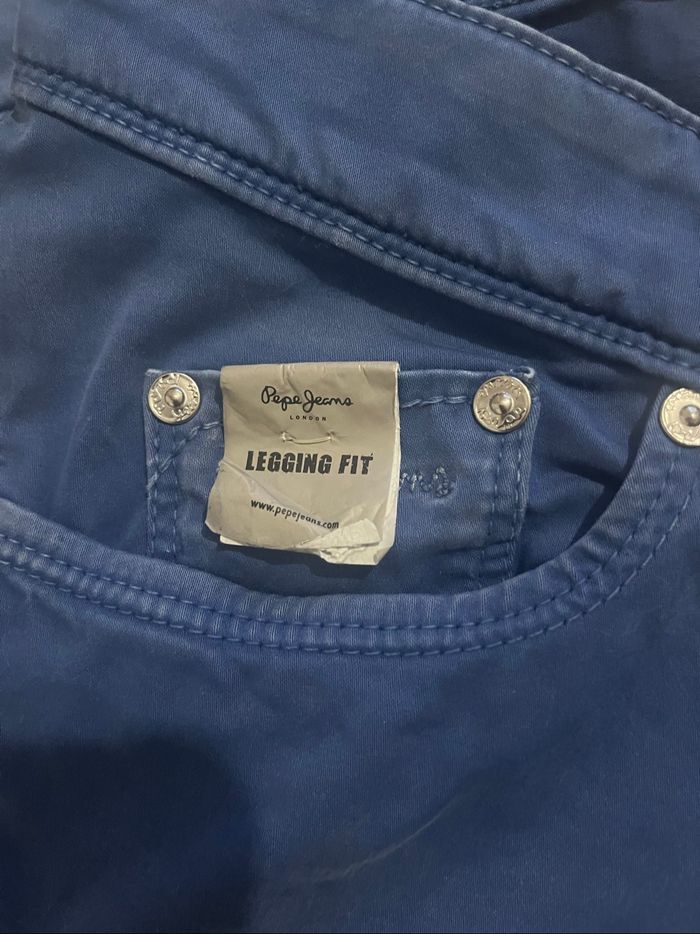 Pepe Jeans
LONDON
LEGGING FIT
www.pepejeans.com